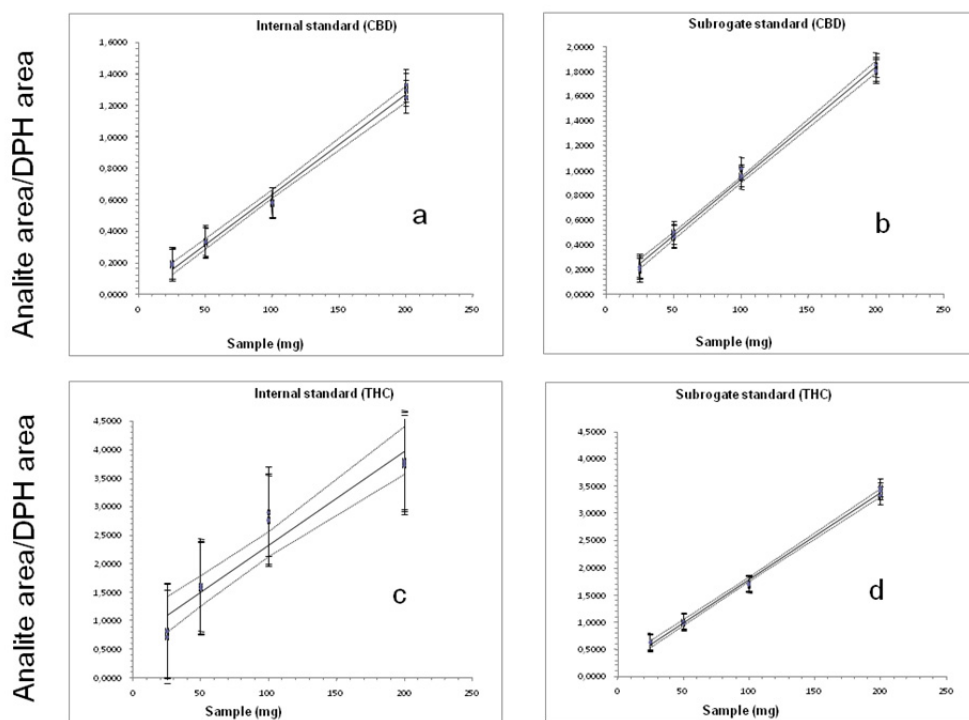 Internal standard (CBD)
Analite area/DPH area
1,6000
1,4000
1,2000
1,0000
0,8000
0,6000
0,4000
0,2000
0,0000
a
0 50 100 150 200 250
Sample (mg)
Subrogate standard (CBD)
2,0000
1,8000
1,6000
1,4000
1,2000
1,0000
0,8000
0,6000
0,4000
0,2000
0,0000
b
0 50 100 150 200 250
Sample (mg)
Internal standard (THC)
Analite area/DPH area
4,5000
4,0000
3,5000
3,0000
2,5000
2,0000
1,5000
1,0000
0,5000
0,0000
c
0 50 100 150 200 250
Sample (mg)
Subrogate standard (THC)
4,5000
4,0000
3,5000
3,0000
2,5000
2,0000
1,5000
1,0000
0,5000
0,0000
d
0 50 100 150 200 250
Sample (mg)